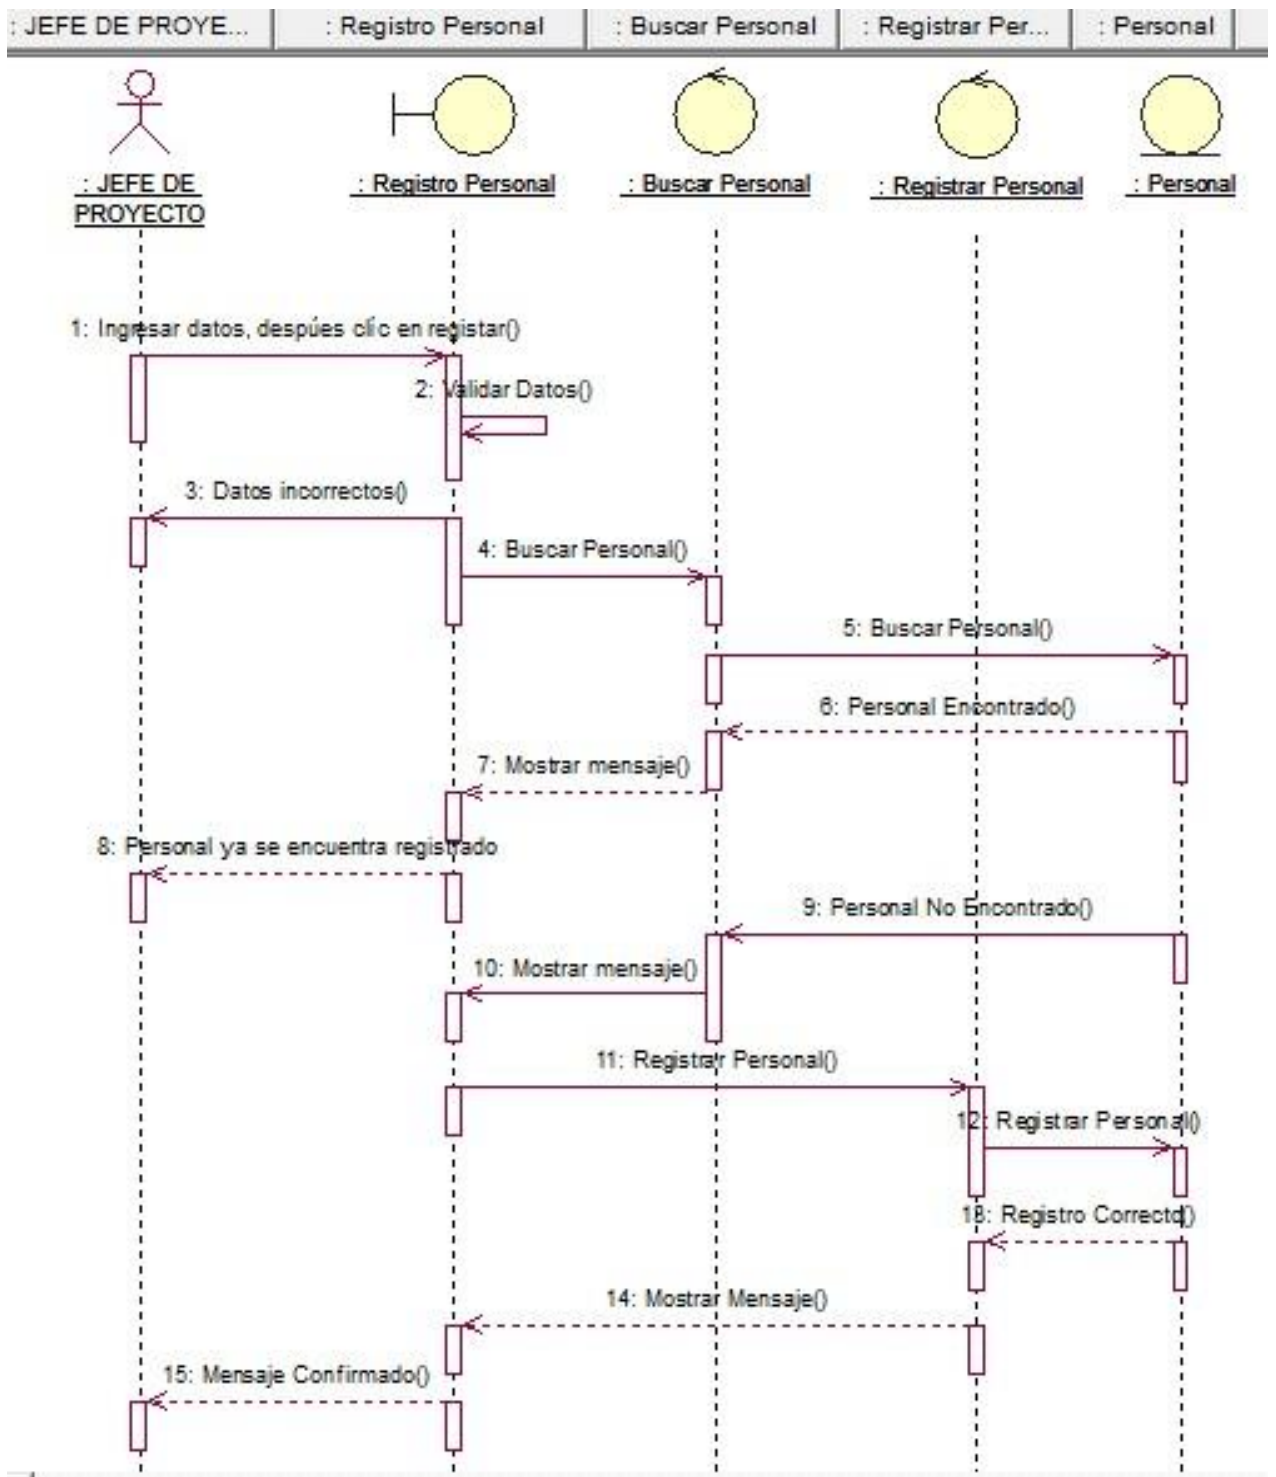 : JEFE DE PROYE...
: Registro Personal
: Buscar Personal
: Registrar Per...
: Personal
: JEFE DE
PROYECTO
: Registro Personal
: Buscar Personal
: Registrar Personal
: Personal
1: Ingresar datos, despúes clic en registar()
2: Validar Datos()
3: Datos incorrectos()
4: Buscar Personal()
5: Buscar Personal()
6: Personal Encontrado()
7: Mostrar mensaje()
8: Personal ya se encuentra registrado
9: Personal No Encontrado()
10: Mostrar mensaje()
11: Registrar Personal()
12: Registrar Personal()
13: Registro Correcto()
14: Mostrar Mensaje()
15: Mensaje Confirmado()